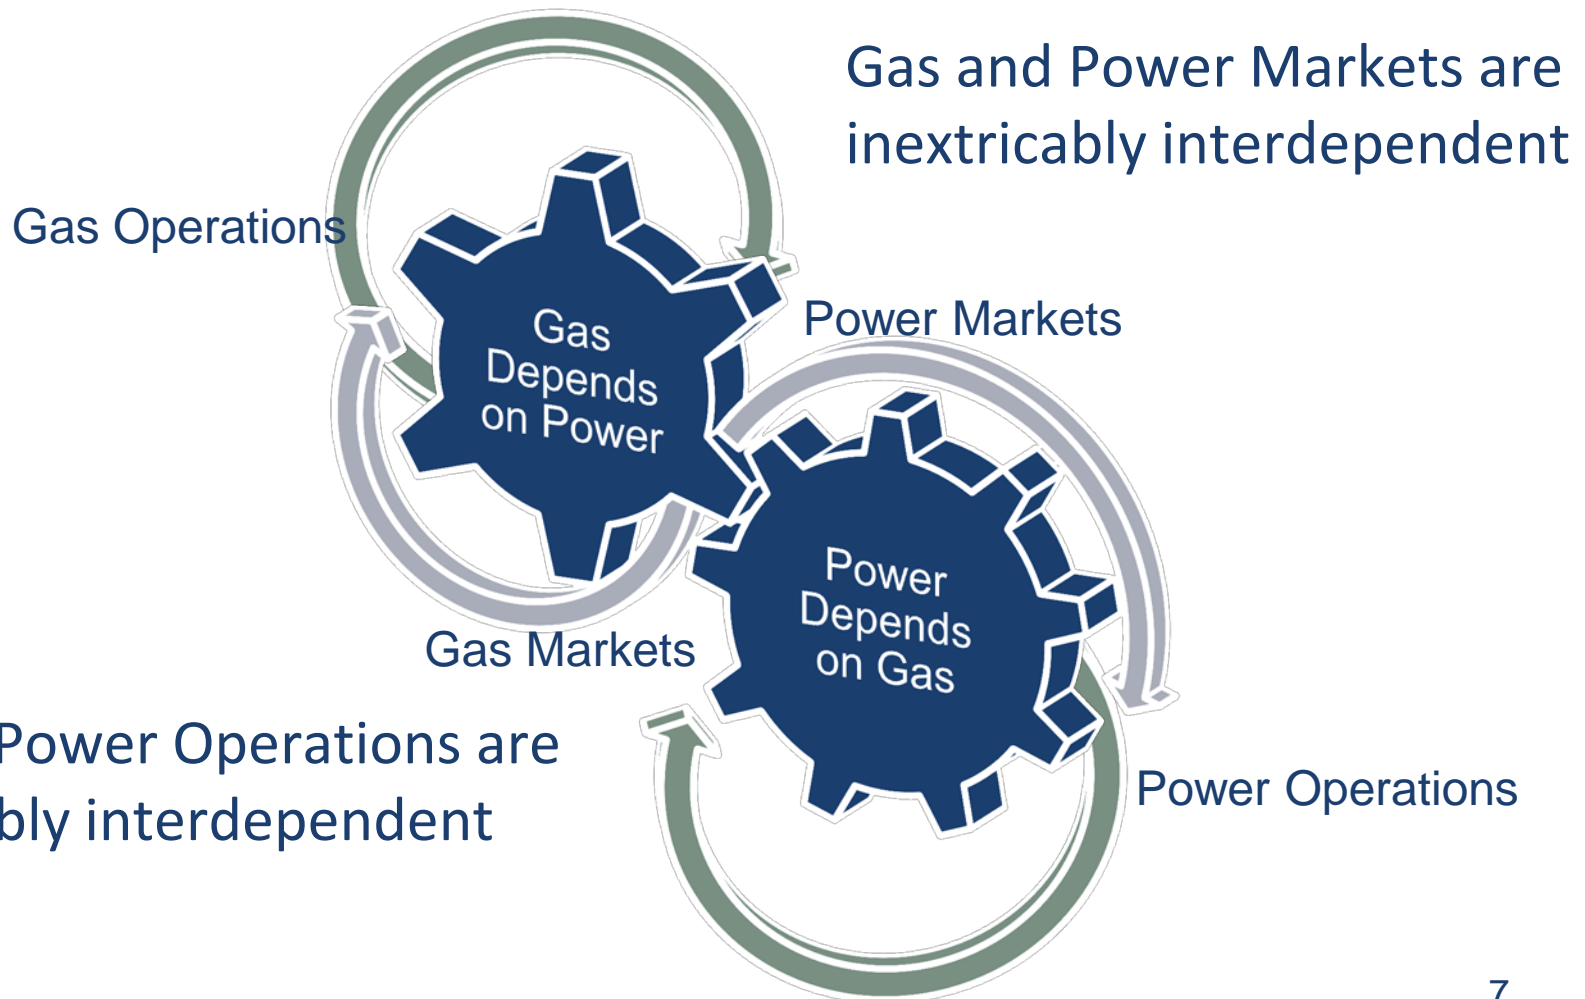 Gas and Power Markets are
inextricably interdependent
Gas Operations
Power Markets
Gas
Depends
on Power
Power
Depends
on Gas
Gas Markets
Power Operations are
bly interdependent
Power Operations
7